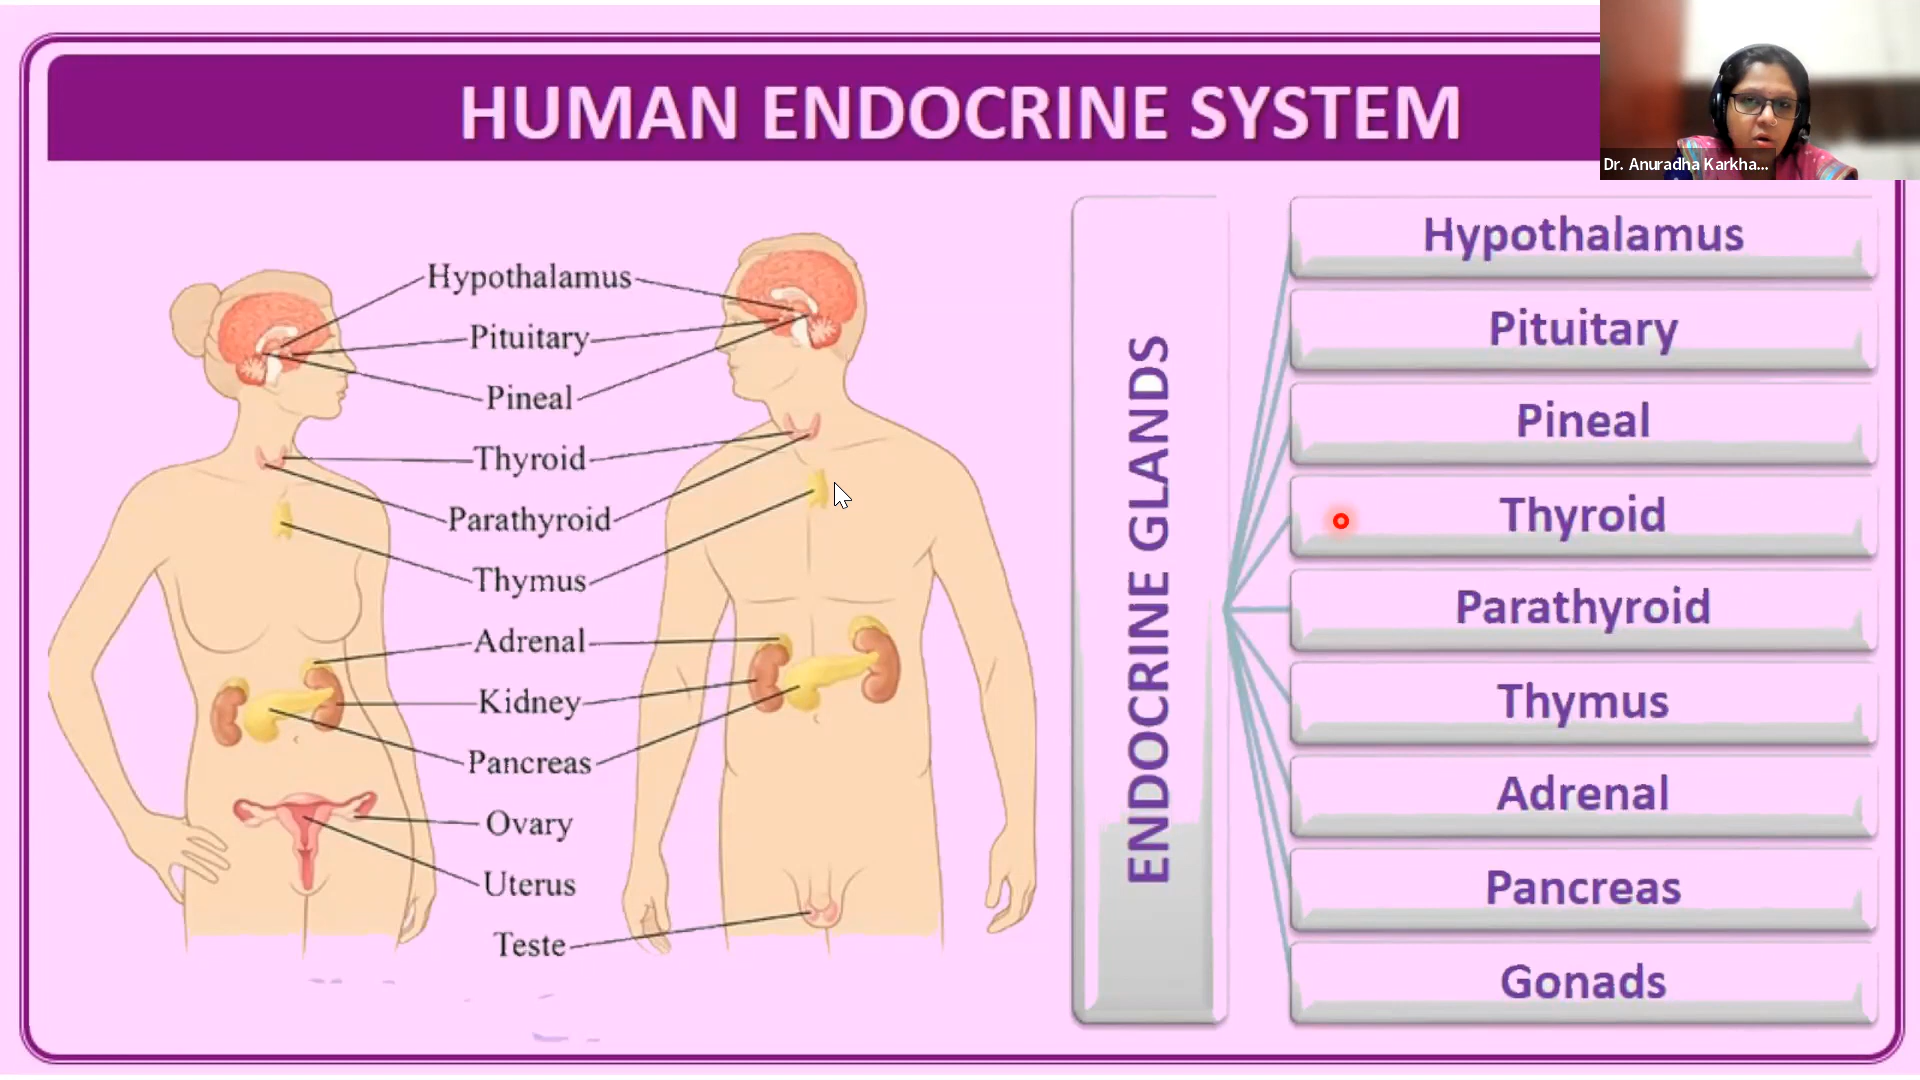 HUMAN ENDOCRINE SYSTEM
Dr. Anuradha Karkha...
Hypothalamus
Pituitary
Pineal
Thyroid
Parathyroid
Thymus
Adrenal
Kidney
Pancreas
Ovary
Uterus
Teste
ENDOCRINE GLANDS
Hypothalamus
Pituitary
Pineal
Thyroid
Parathyroid
Thymus
Adrenal
Pancreas
Gonads